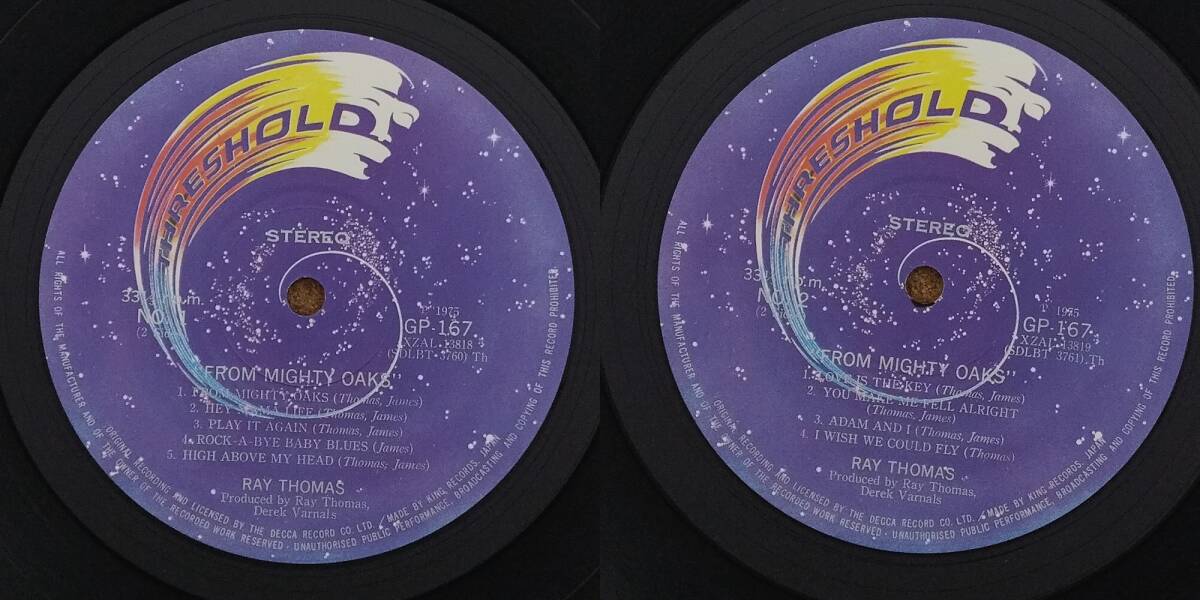 THRESHOLD
STEREO
33⅓ r.p.m.
NO. 1
℗ 1975
GP-167
XZAL-13818
(SDLBT 3760) Th
"FROM MIGHTY OAKS"
1. FROM MIGHTY OAKS (Thomas, James)
2. HEY MAMA LIFE (Thomas, James)
3. PLAY IT AGAIN (Thomas, James)
4. ROCK-A-BYE BABY BLUES (James)
5. HIGH ABOVE MY HEAD (Thomas, James)
RAY THOMAS
Produced by Ray Thomas,
Derek Varnals
ALL RIGHTS OF THE MANUFACTURER AND OF THE OWNER OF THE RECORDED WORK RESERVED · UNAUTHORISED PUBLIC PERFORMANCE, BROADCASTING AND COPYING OF THIS RECORD PROHIBITED
ORIGINAL RECORDING AND LICENSED BY THE DECCA RECORD CO. LTD. / MADE BY KING RECORDS, JAPAN
THRESHOLD
STEREO
33⅓ r.p.m.
NO. 2
℗ 1975
GP-167
XZAL-13819
(SDLBT 3761) Th
"FROM MIGHTY OAKS"
1. LOVE IS THE KEY (Thomas, James)
2. YOU MAKE ME FELL ALRIGHT
(Thomas, James)
3. ADAM AND I (Thomas, James)
4. I WISH WE COULD FLY (Thomas)
RAY THOMAS
Produced by Ray Thomas,
Derek Varnals
ALL RIGHTS OF THE MANUFACTURER AND OF THE OWNER OF THE RECORDED WORK RESERVED · UNAUTHORISED PUBLIC PERFORMANCE, BROADCASTING AND COPYING OF THIS RECORD PROHIBITED
ORIGINAL RECORDING AND LICENSED BY THE DECCA RECORD CO. LTD. / MADE BY KING RECORDS, JAPAN